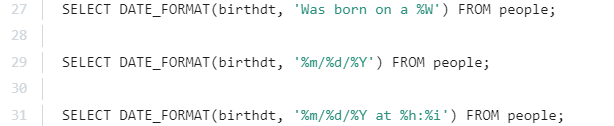 27 SELECT DATE_FORMAT(birthdt, 'Was born on a %W') FROM people;
28
29 SELECT DATE_FORMAT(birthdt, '%m/%d/%Y') FROM people;
30
31 SELECT DATE_FORMAT(birthdt, '%m/%d/%Y at %h:%i') FROM people;